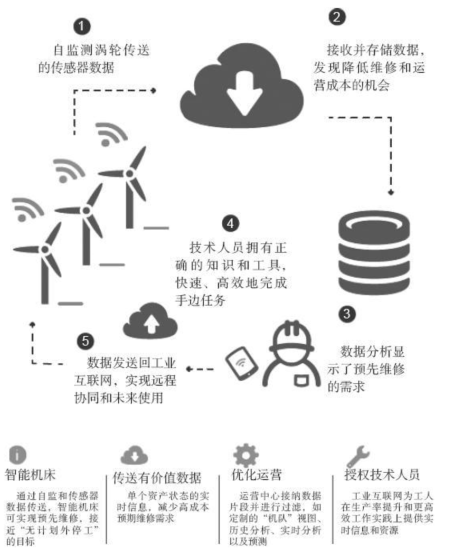 1
自监测涡轮传送
的传感器数据
2
接收并存储数据,
发现降低维修和运
营成本的机会
3
数据分析显
示了预先维修
的需求
4
技术人员拥有正
确的知识和工具,
快速、高效地完成
手边任务
5
数据发送回工业
互联网、实现远程
协同和未来使用
智能机床
通过自监和传感器
数据传送，智能机床
可实现预先维修，接
近“无计划外停工”
的目标
传送有价值数据
单个资产状态的实
时信息，减少高成本
预期维修需求
优化运营
运营中心接纳数据
片段并进行过滤，如
定制的“机队”视图、
历史分析、实时分析
以及预测
授权技术人员
工业互联网为工人
在生产率提升和更高
效工作实践上提供实
时信息和资源